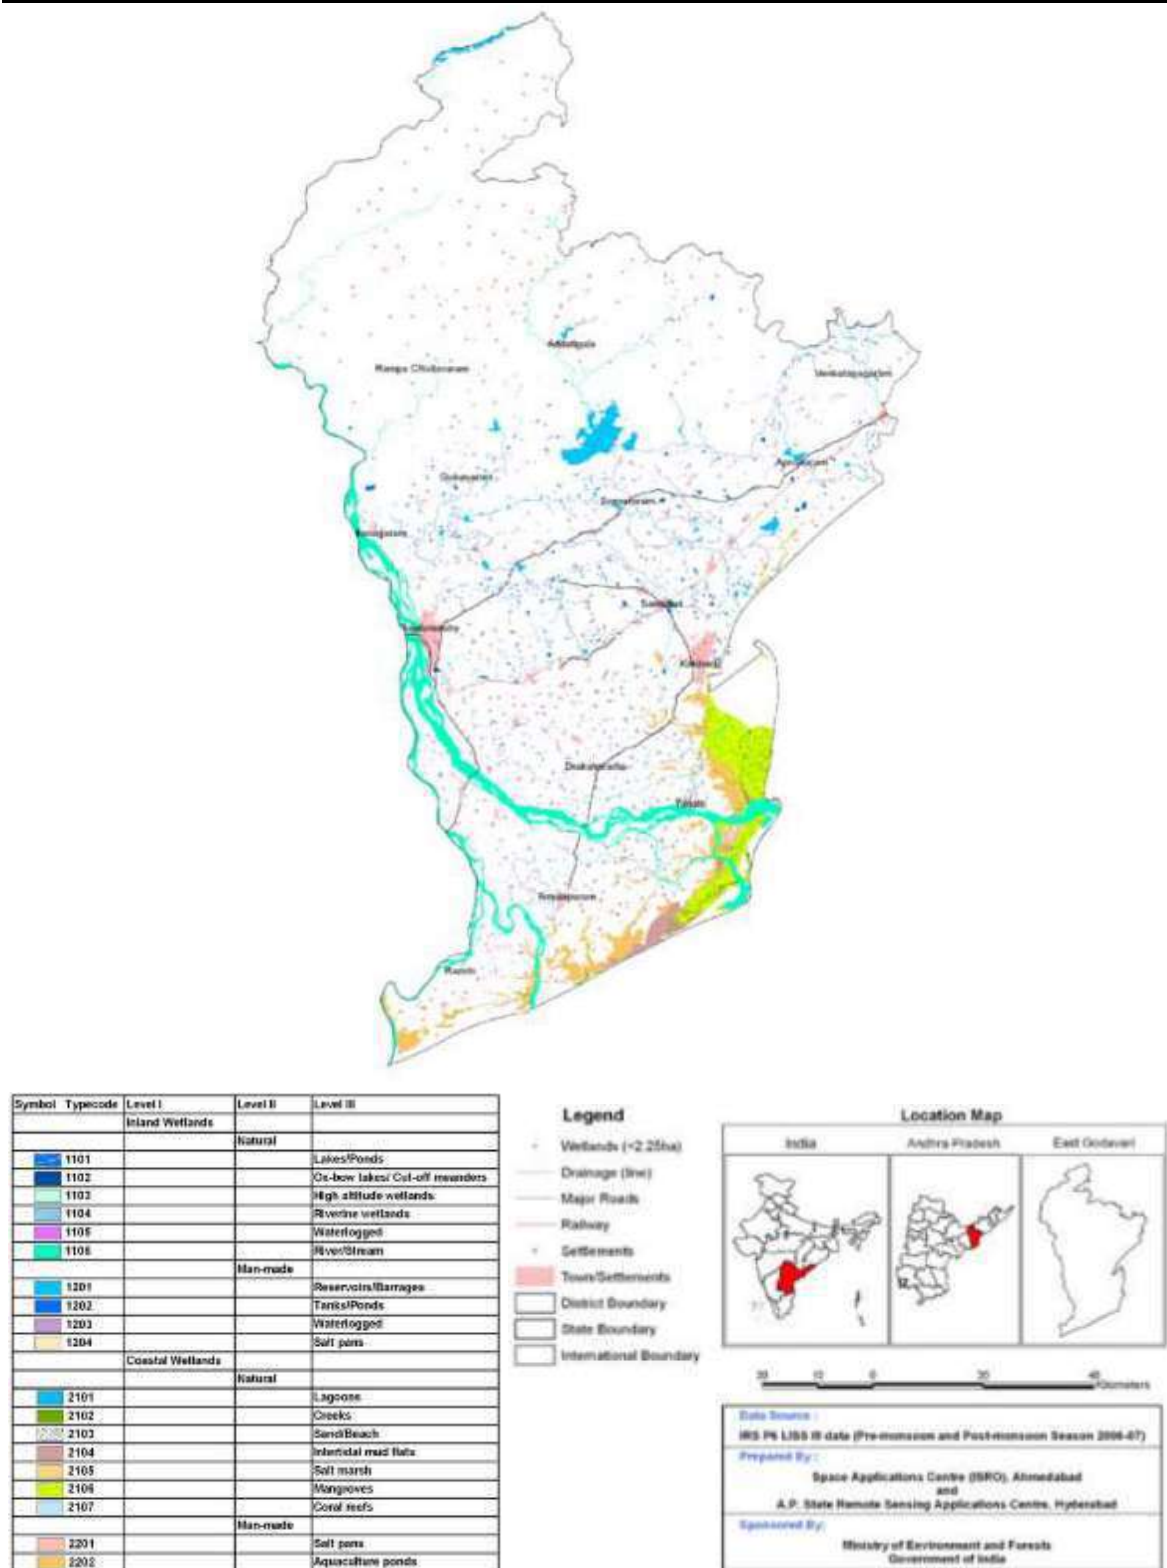 Addatigala
Rampa Chodavaram
Gokavaram
Samalkot
Kakinada
Draksharama
Razole
Symbol Typecode Level I Level II Level III
Inland Wetlands
Natural
1101 Lakes/Ponds
1102 Ox-bow lakes/ Cut-off meanders
1103 High altitude wetlands
1104 Riverine wetlands
1105 Waterlogged
1106 River/Stream
Man-made
1201 Reservoirs/Barrages
1202 Tanks/Ponds
1203 Waterlogged
1204 Salt pans
Coastal Wetlands
Natural
2101 Lagoons
2102 Creeks
2103 Sand/Beach
2104 Intertidal mud flats
2105 Salt marsh
2106 Mangroves
2107 Coral reefs
Man-made
2201 Salt pans
2202 Aquaculture ponds
Legend
Wetlands (<2.25ha)
Drainage (line)
Major Roads
Railway
Settlements
Town/Settlements
District Boundary
State Boundary
International Boundary
Location Map
India Andhra Pradesh East Godavari
20 10 0 20 40
Kilometers
Data Source :
IRS P6 LISS III data (Pre-monsoon and Post-monsoon Season 2006-07)
Prepared By :
Space Applications Centre (ISRO), Ahmedabad
and
A.P. State Remote Sensing Applications Centre, Hyderabad
Sponsored By:
Ministry of Environment and Forests
Government of India